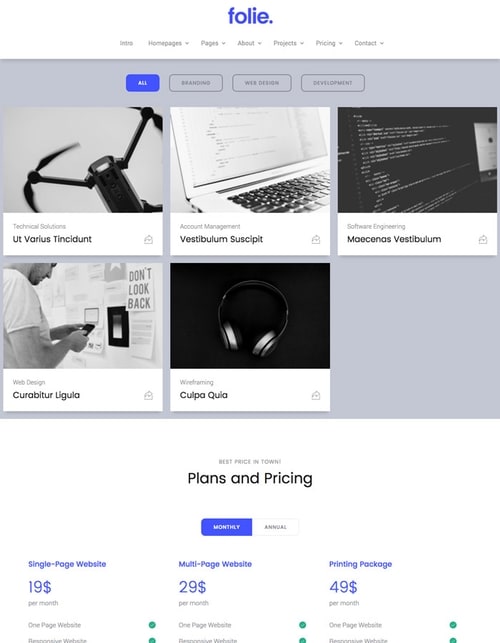 folie.
Intro Homepages Pages About Projects Pricing Contact
ALL BRANDING WEB DESIGN DEVELOPMENT
Technical Solutions
Ut Varius Tincidunt
Account Management
Vestibulum Suscipit
Software Engineering
Maecenas Vestibulum
DON'T
LOOK
BACK
Web Design
Curabitur Ligula
Wireframing
Culpa Quia
BEST PRICE IN TOWN!
Plans and Pricing
MONTHLY ANNUAL
Single-Page Website
19$
per month
One Page Website
Responsive Website
Multi-Page Website
29$
per month
One Page Website
Responsive Website
Printing Package
49$
per month
One Page Website
Responsive Website